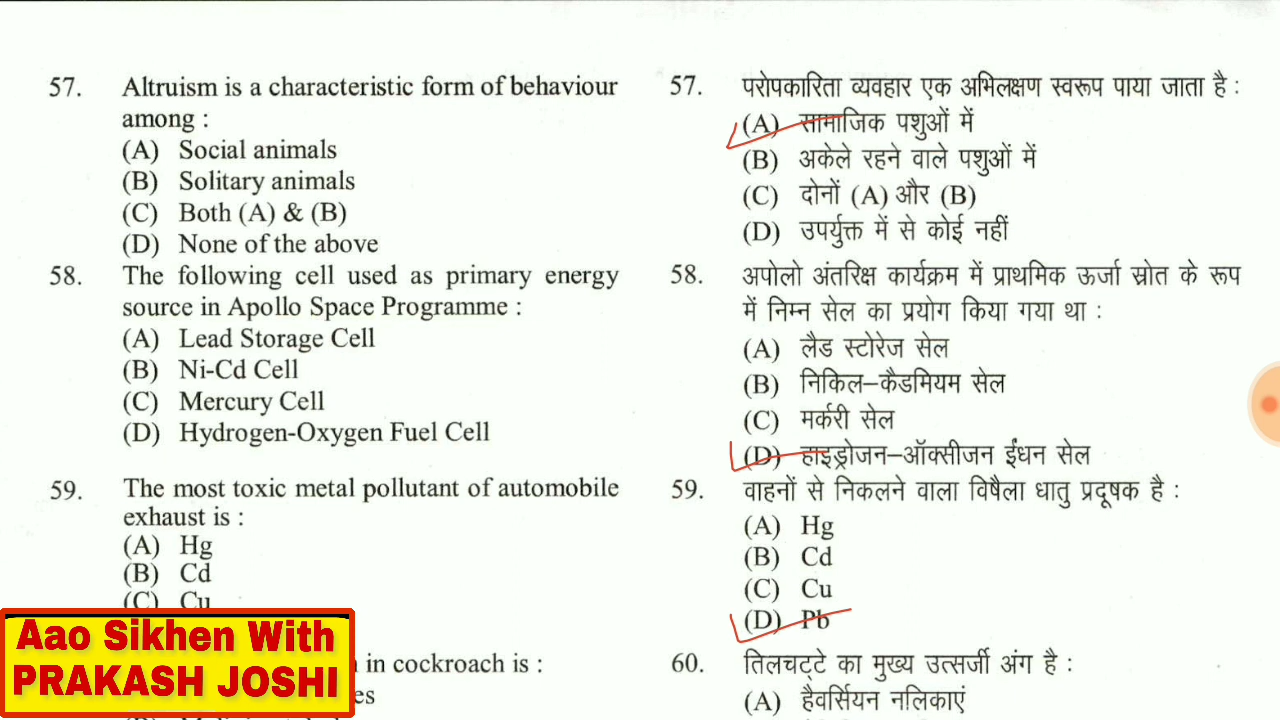 57. Altruism is a characteristic form of behaviour
among :
(A) Social animals
(B) Solitary animals
(C) Both (A) & (B)
(D) None of the above
58. The following cell used as primary energy
source in Apollo Space Programme :
(A) Lead Storage Cell
(B) Ni-Cd Cell
(C) Mercury Cell
(D) Hydrogen-Oxygen Fuel Cell
59. The most toxic metal pollutant of automobile
exhaust is :
(A) Hg
(B) Cd
(C) Cu
in cockroach is :
57. परोपकारिता व्यवहार एक अभिलक्षण स्वरूप पाया जाता है :
(A) सामाजिक पशुओं में
(B) अकेले रहने वाले पशुओं में
(C) दोनों (A) और (B)
(D) उपर्युक्त में से कोई नहीं
58. अपोलो अंतरिक्ष कार्यक्रम में प्राथमिक ऊर्जा स्रोत के रूप
में निम्न सेल का प्रयोग किया गया था :
(A) लैड स्टोरेज सेल
(B) निकिल–कैडमियम सेल
(C) मर्करी सेल
(D) हाइड्रोजन–ऑक्सीजन ईंधन सेल
59. वाहनों से निकलने वाला विषैला धातु प्रदूषक है :
(A) Hg
(B) Cd
(C) Cu
(D) Pb
60. तिलचट्टे का मुख्य उत्सर्जी अंग है :
(A) हैवर्सियन नलिकाएं
Aao Sikhen With
PRAKASH JOSHI